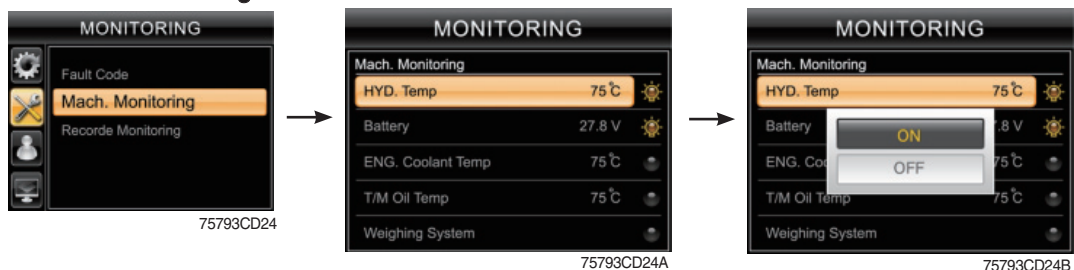 MONITORING
Fault Code
Mach. Monitoring
Recorde Monitoring
75793CD24
MONITORING
Mach. Monitoring
HYD. Temp 75℃
Battery 27.8 V
ENG. Coolant Temp 75℃
T/M Oil Temp 75℃
Weighing System
75793CD24A
MONITORING
Mach. Monitoring
HYD. Temp 75℃
Battery .8 V
ON
ENG. Coo 75℃
OFF
T/M Oil Temp 75℃
Weighing System
75793CD24B